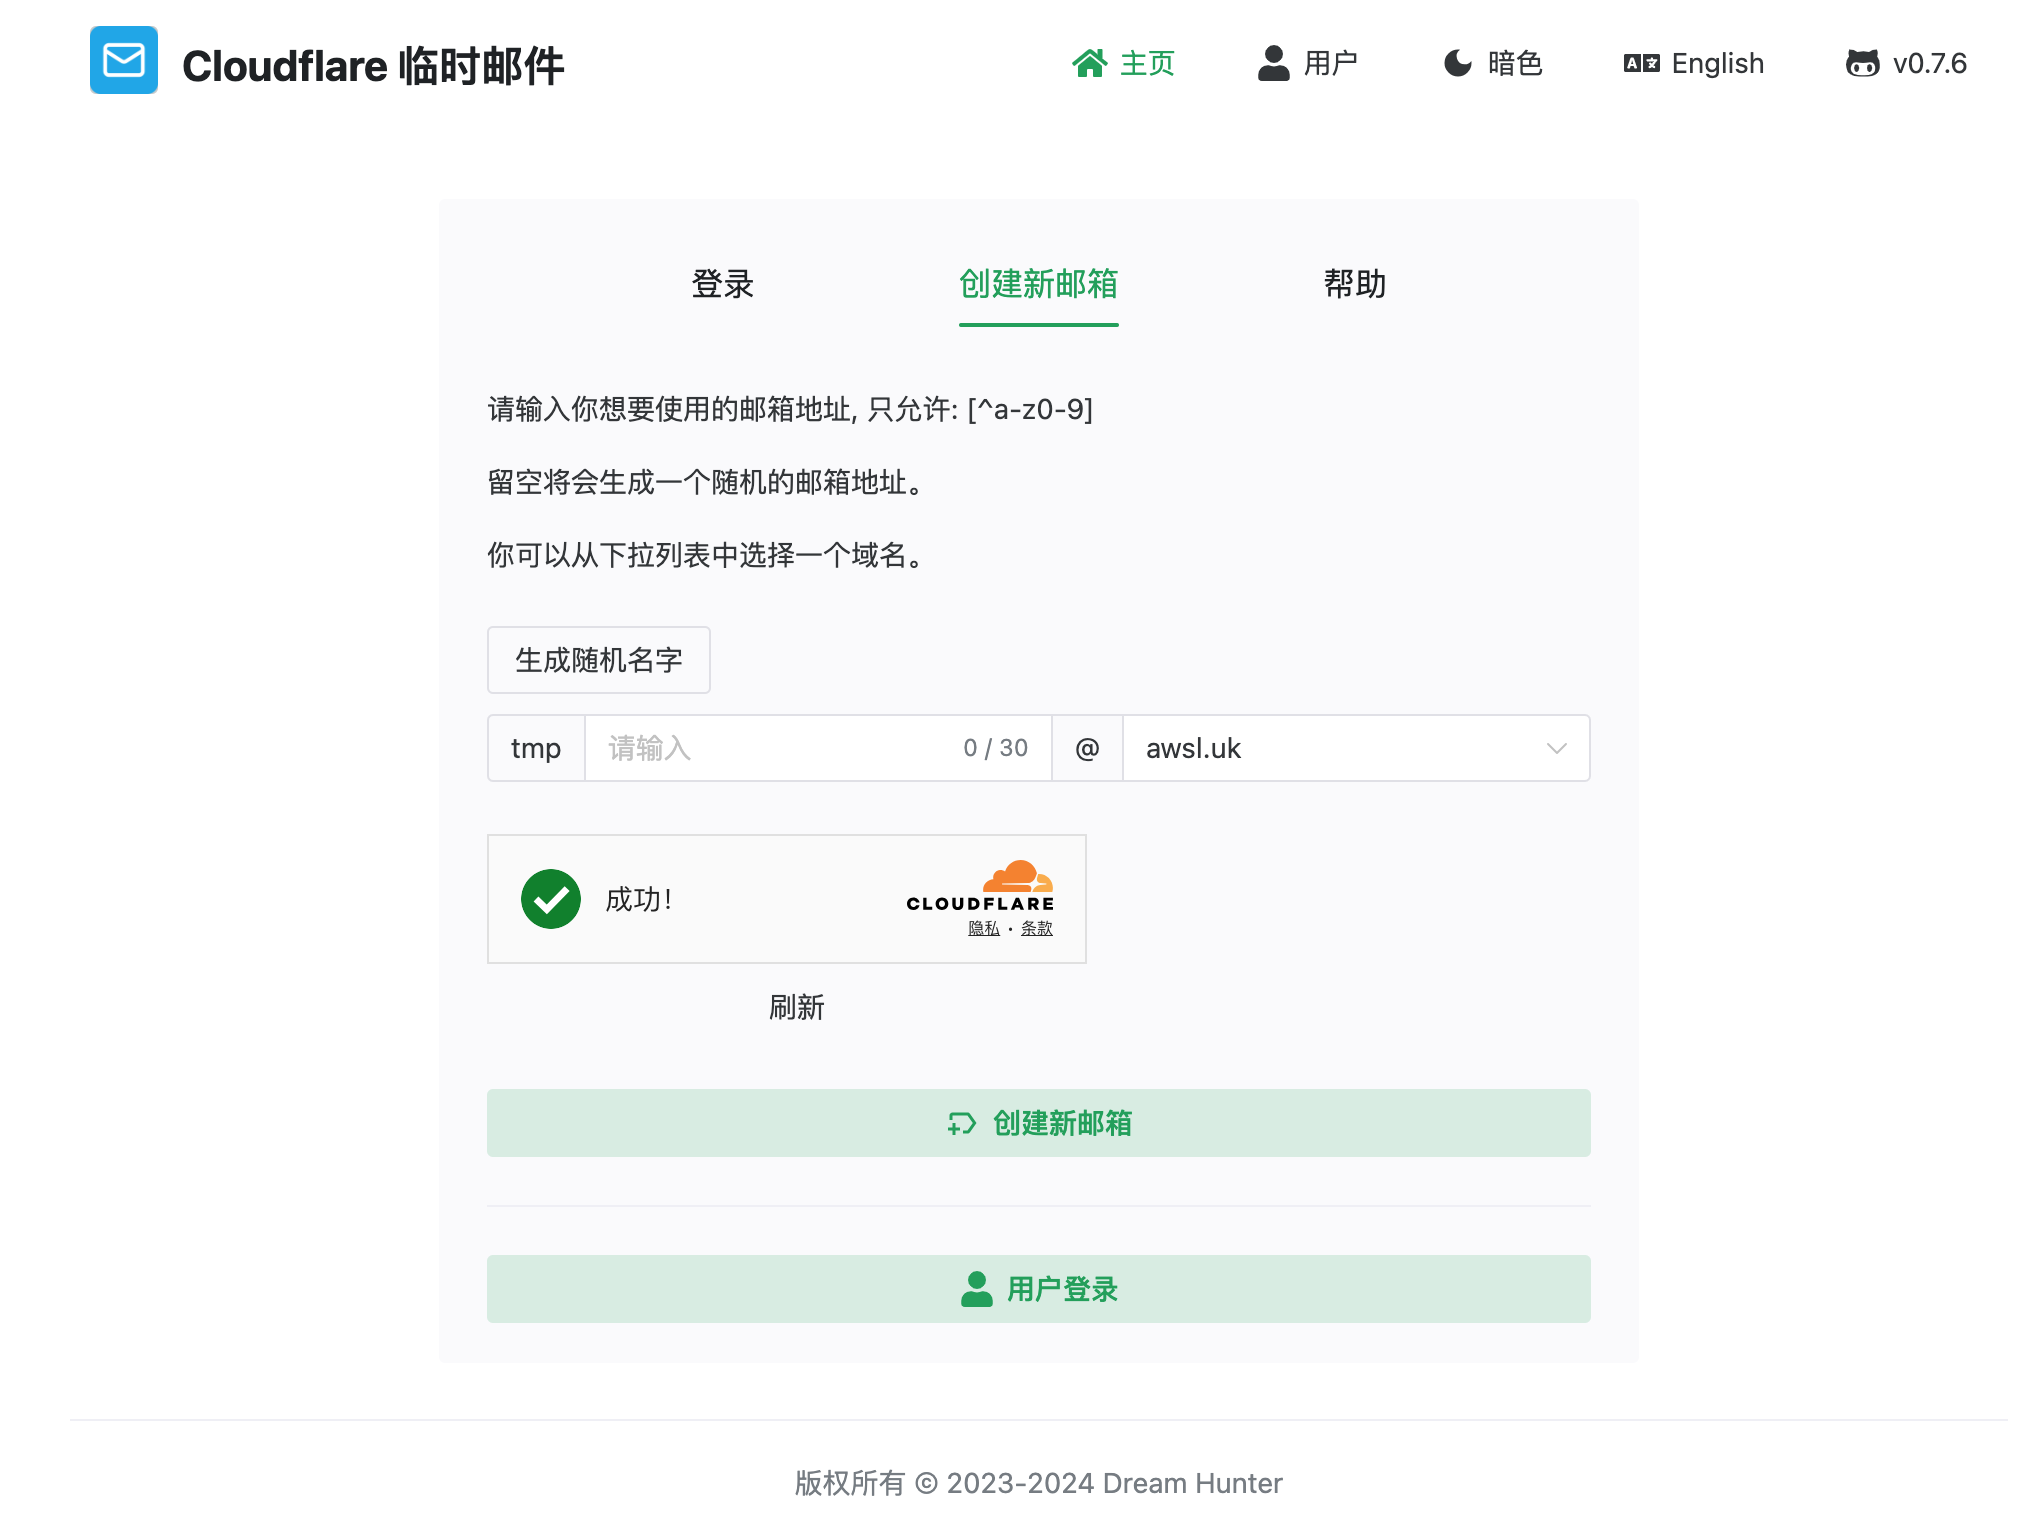 Cloudflare 临时邮件
主页 用户 暗色 English v0.7.6
登录 创建新邮箱 帮助
请输入你想要使用的邮箱地址, 只允许: [^a-z0-9]
留空将会生成一个随机的邮箱地址。
你可以从下拉列表中选择一个域名。
生成随机名字
tmp 请输入 0 / 30 @ awsl.uk
成功!
CLOUDFLARE
隐私 · 条款
刷新
创建新邮箱
用户登录
版权所有 © 2023-2024 Dream Hunter